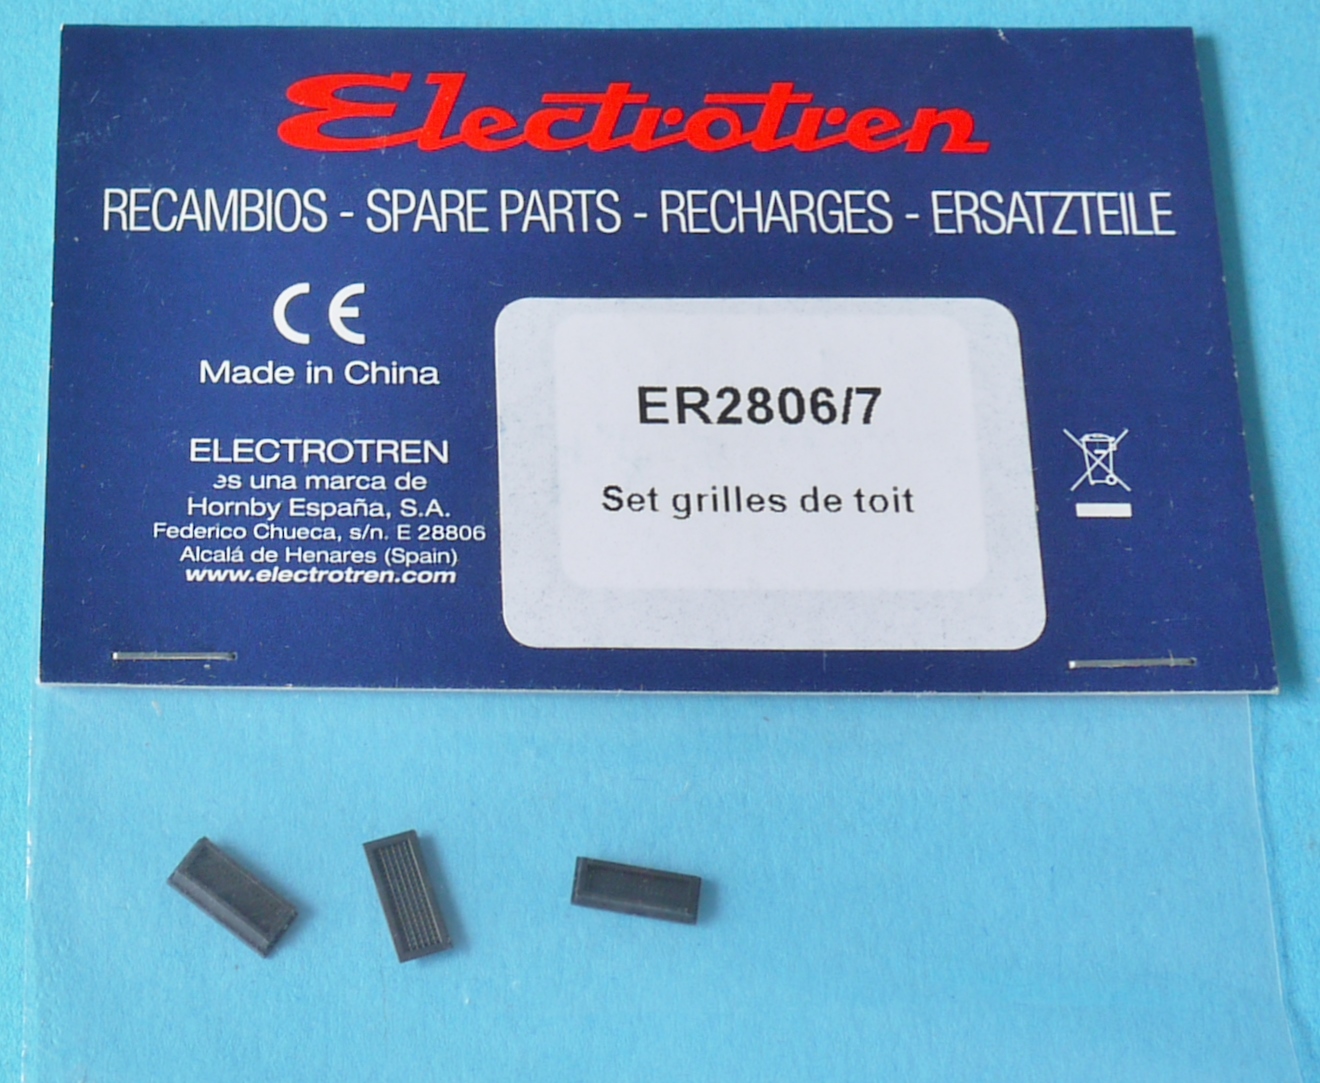 Electrotren
RECAMBIOS - SPARE PARTS - RECHARGES - ERSATZTEILE
CE
Made in China
ELECTROTREN
es una marca de
Hornby España, S.A.
Federico Chueca, s/n. E 28806
Alcalá de Henares (Spain)
www.electrotren.com
ER2806/7
Set grilles de toit